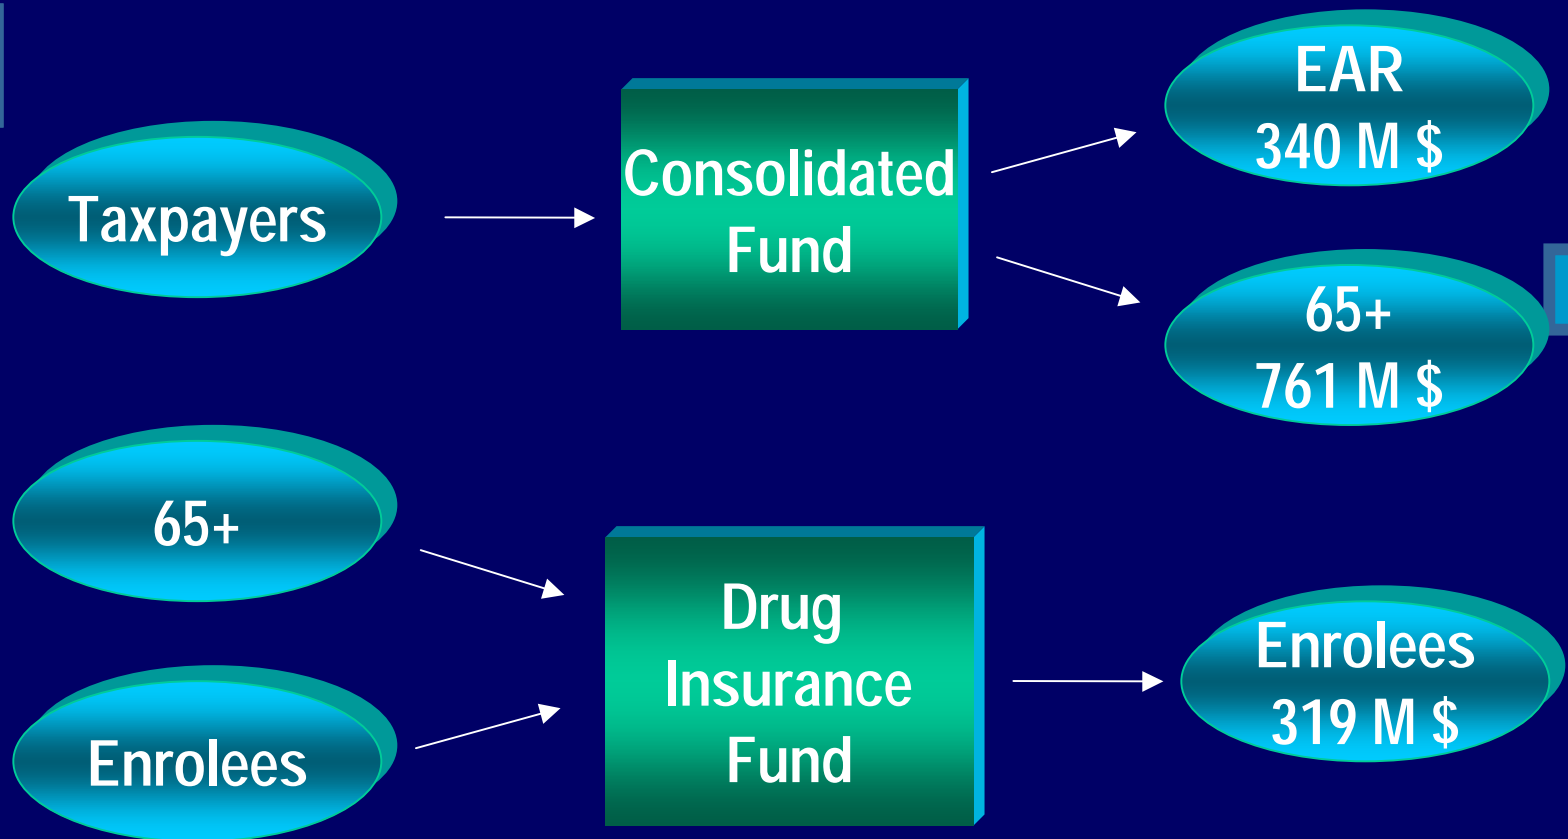 Taxpayers
Consolidated
Fund
EAR
340 M $
65+
761 M $
65+
Enrolees
Drug
Insurance
Fund
Enrolees
319 M $